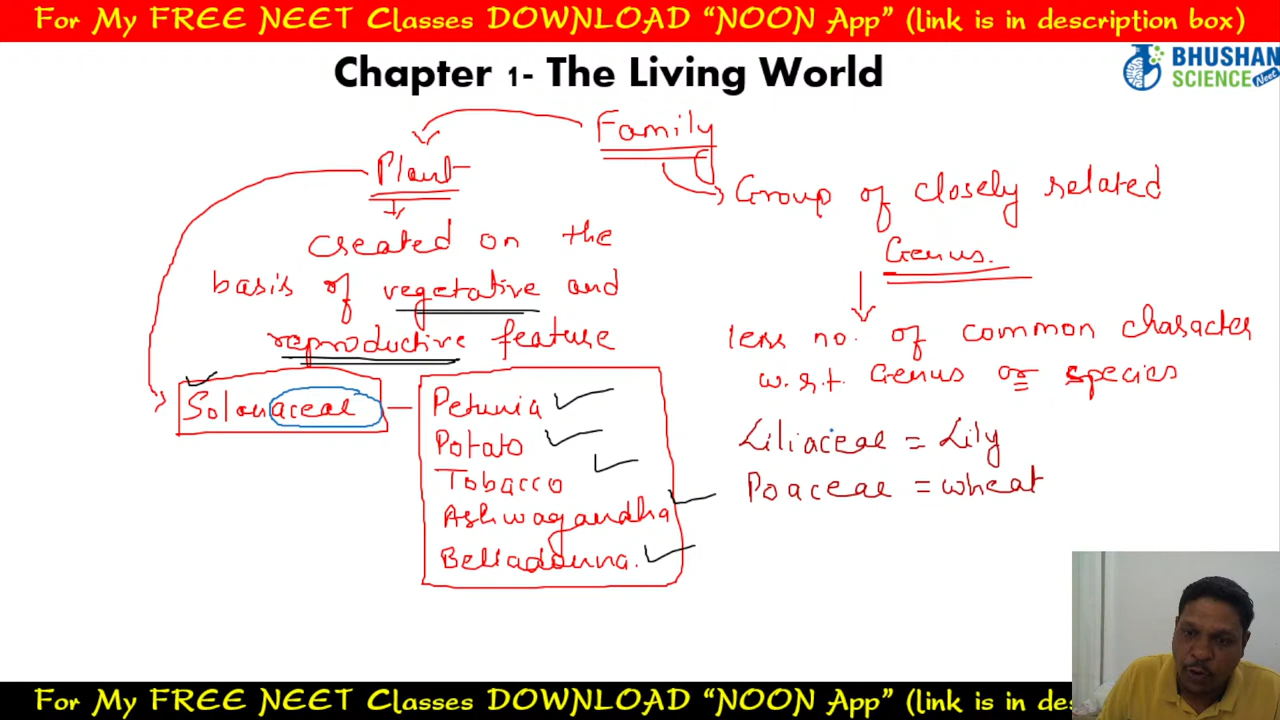 For My FREE NEET Classes DOWNLOAD “NOON App” (link is in description box)
Chapter 1- The Living World
BHUSHAN
SCIENCE Neet
Family
Plant
Group of closely related
Genus.
created on the
basis of vegetative and
reproductive feature
less no. of common character
w.r.t. Genus or species
Solanaceae
Petunia
Potato
Tobacco
Ashwagandha
Belladonna.
Liliaceae = Lily
Poaceae = wheat
For My FREE NEET Classes DOWNLOAD “NOON App” (link is in des